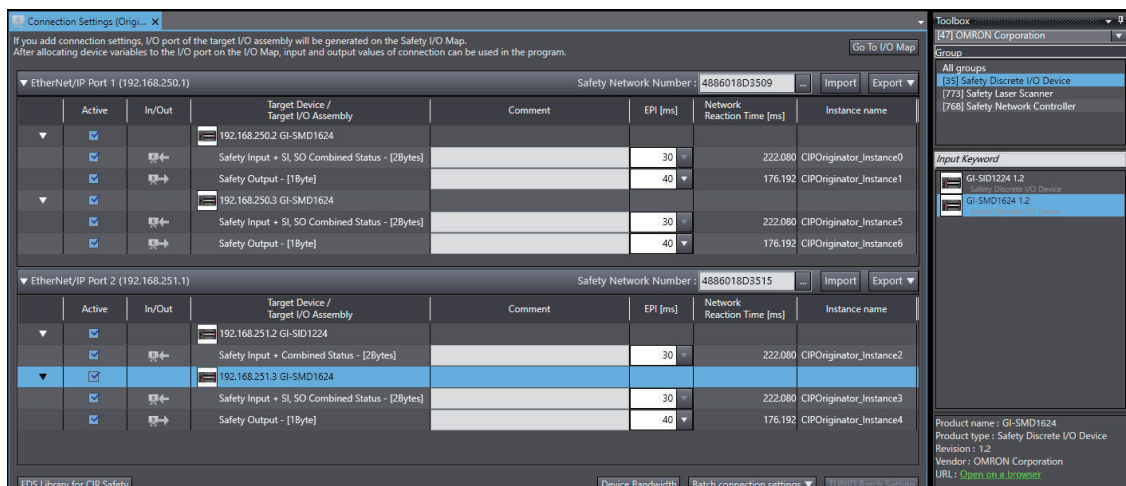 Connection Settings (Origi... ✕
If you add connection settings, I/O port of the target I/O assembly will be generated on the Safety I/O Map.
After allocating device variables to the I/O port on the I/O Map, input and output values of connection can be used in the program.
Go To I/O Map
▼ EtherNet/IP Port 1 (192.168.250.1) Safety Network Number : 4886018D3509 ... Import Export ▼
Active In/Out Target Device / Target I/O Assembly Comment EPI [ms] Network Reaction Time [ms] Instance name
▼ 192.168.250.2 GI-SMD1624
Safety Input + SI, SO Combined Status - [2Bytes] 30 222.080 CIPOriginator_Instance0
Safety Output - [1Byte] 40 176.192 CIPOriginator_Instance1
▼ 192.168.250.3 GI-SMD1624
Safety Input + SI, SO Combined Status - [2Bytes] 30 222.080 CIPOriginator_Instance5
Safety Output - [1Byte] 40 176.192 CIPOriginator_Instance6
▼ EtherNet/IP Port 2 (192.168.251.1) Safety Network Number : 4886018D3515 ... Import Export ▼
Active In/Out Target Device / Target I/O Assembly Comment EPI [ms] Network Reaction Time [ms] Instance name
▼ 192.168.251.2 GI-SID1224
Safety Input + Combined Status - [2Bytes] 30 222.080 CIPOriginator_Instance2
▼ 192.168.251.3 GI-SMD1624
Safety Input + SI, SO Combined Status - [2Bytes] 30 222.080 CIPOriginator_Instance3
Safety Output - [1Byte] 40 176.192 CIPOriginator_Instance4
EDS Library for CIP Safety Device Bandwidth Batch connection settings ▼ TUNID Batch Setting
Toolbox
[47] OMRON Corporation
Group
All groups
[35] Safety Discrete I/O Device
[773] Safety Laser Scanner
[768] Safety Network Controller
Input Keyword
GI-SID1224 1.2
Safety Discrete I/O Device
GI-SMD1624 1.2
Safety Discrete I/O Device
Product name : GI-SMD1624
Product type : Safety Discrete I/O Device
Revision : 1.2
Vendor : OMRON Corporation
URL : Open on a browser